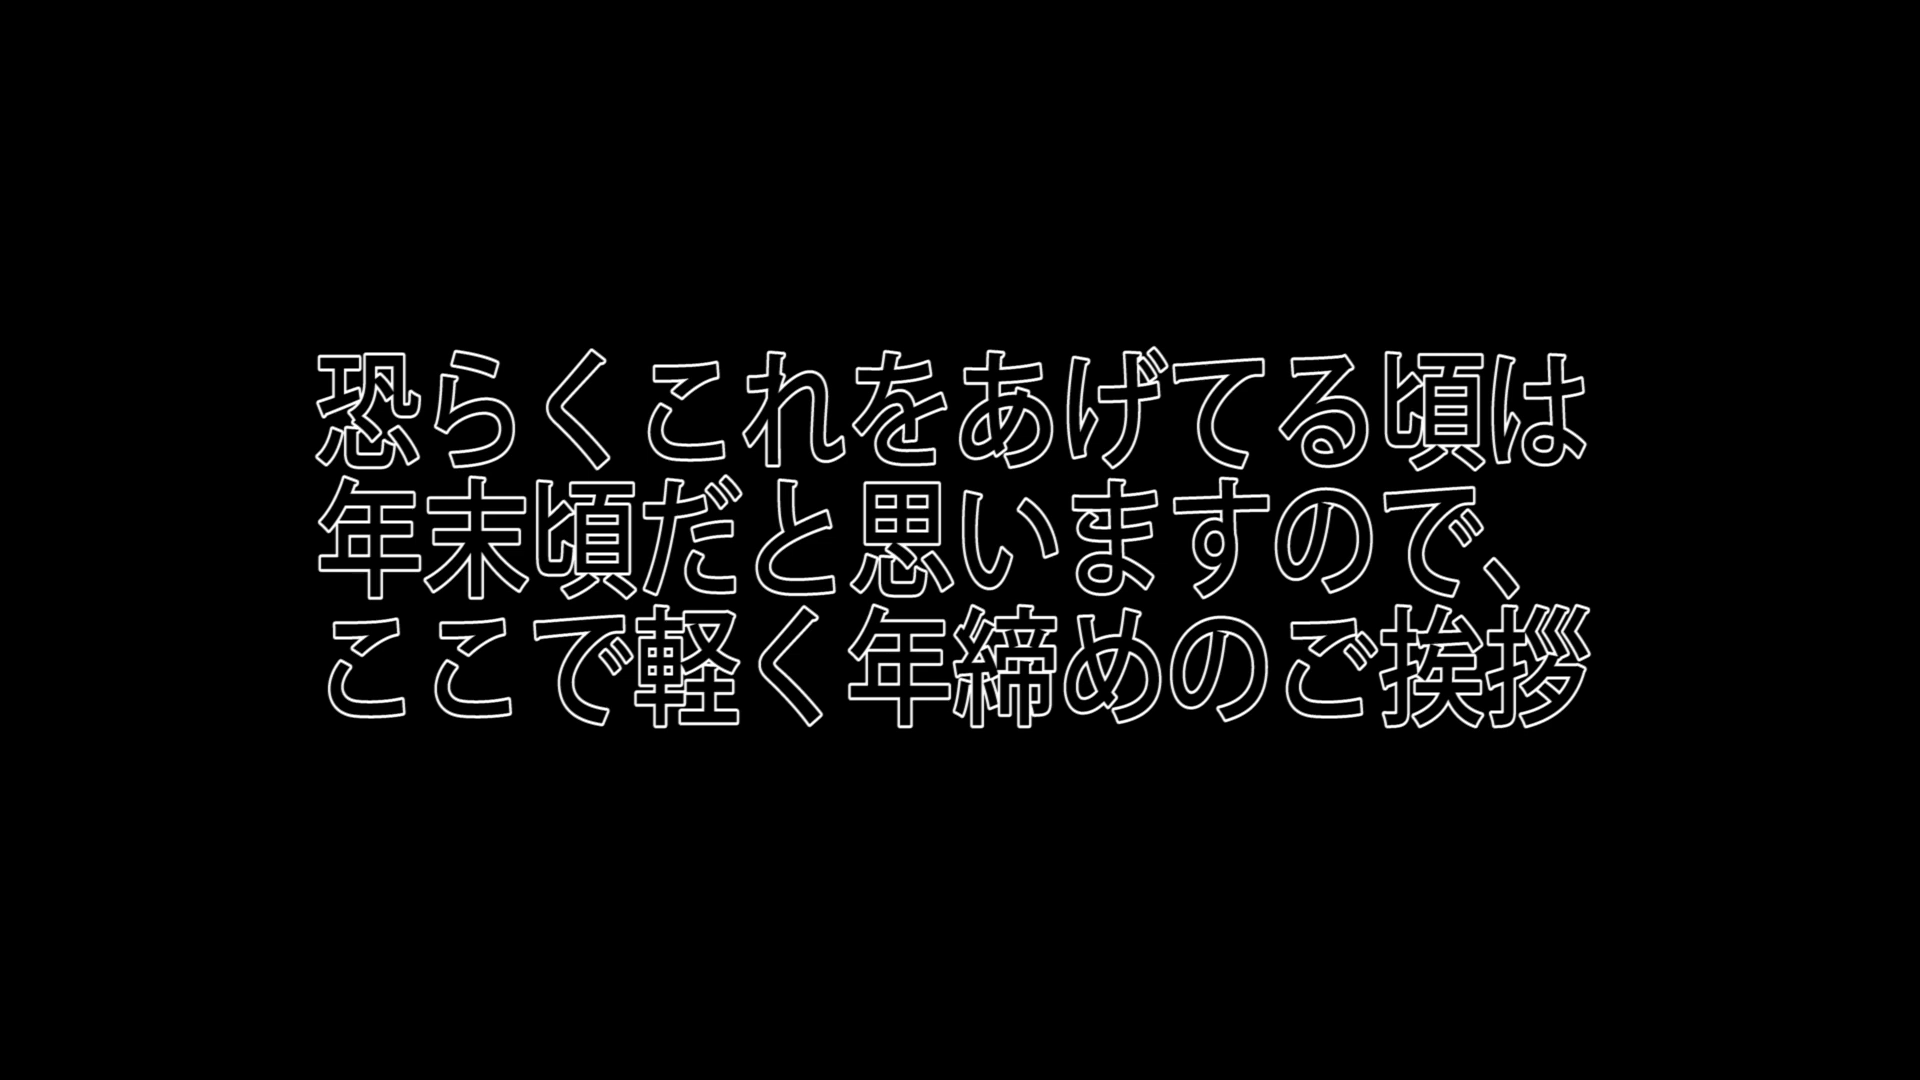 恐らくこれをあげてる頃は
年末頃だと思いますので、
ここで軽く年締めのご挨拶